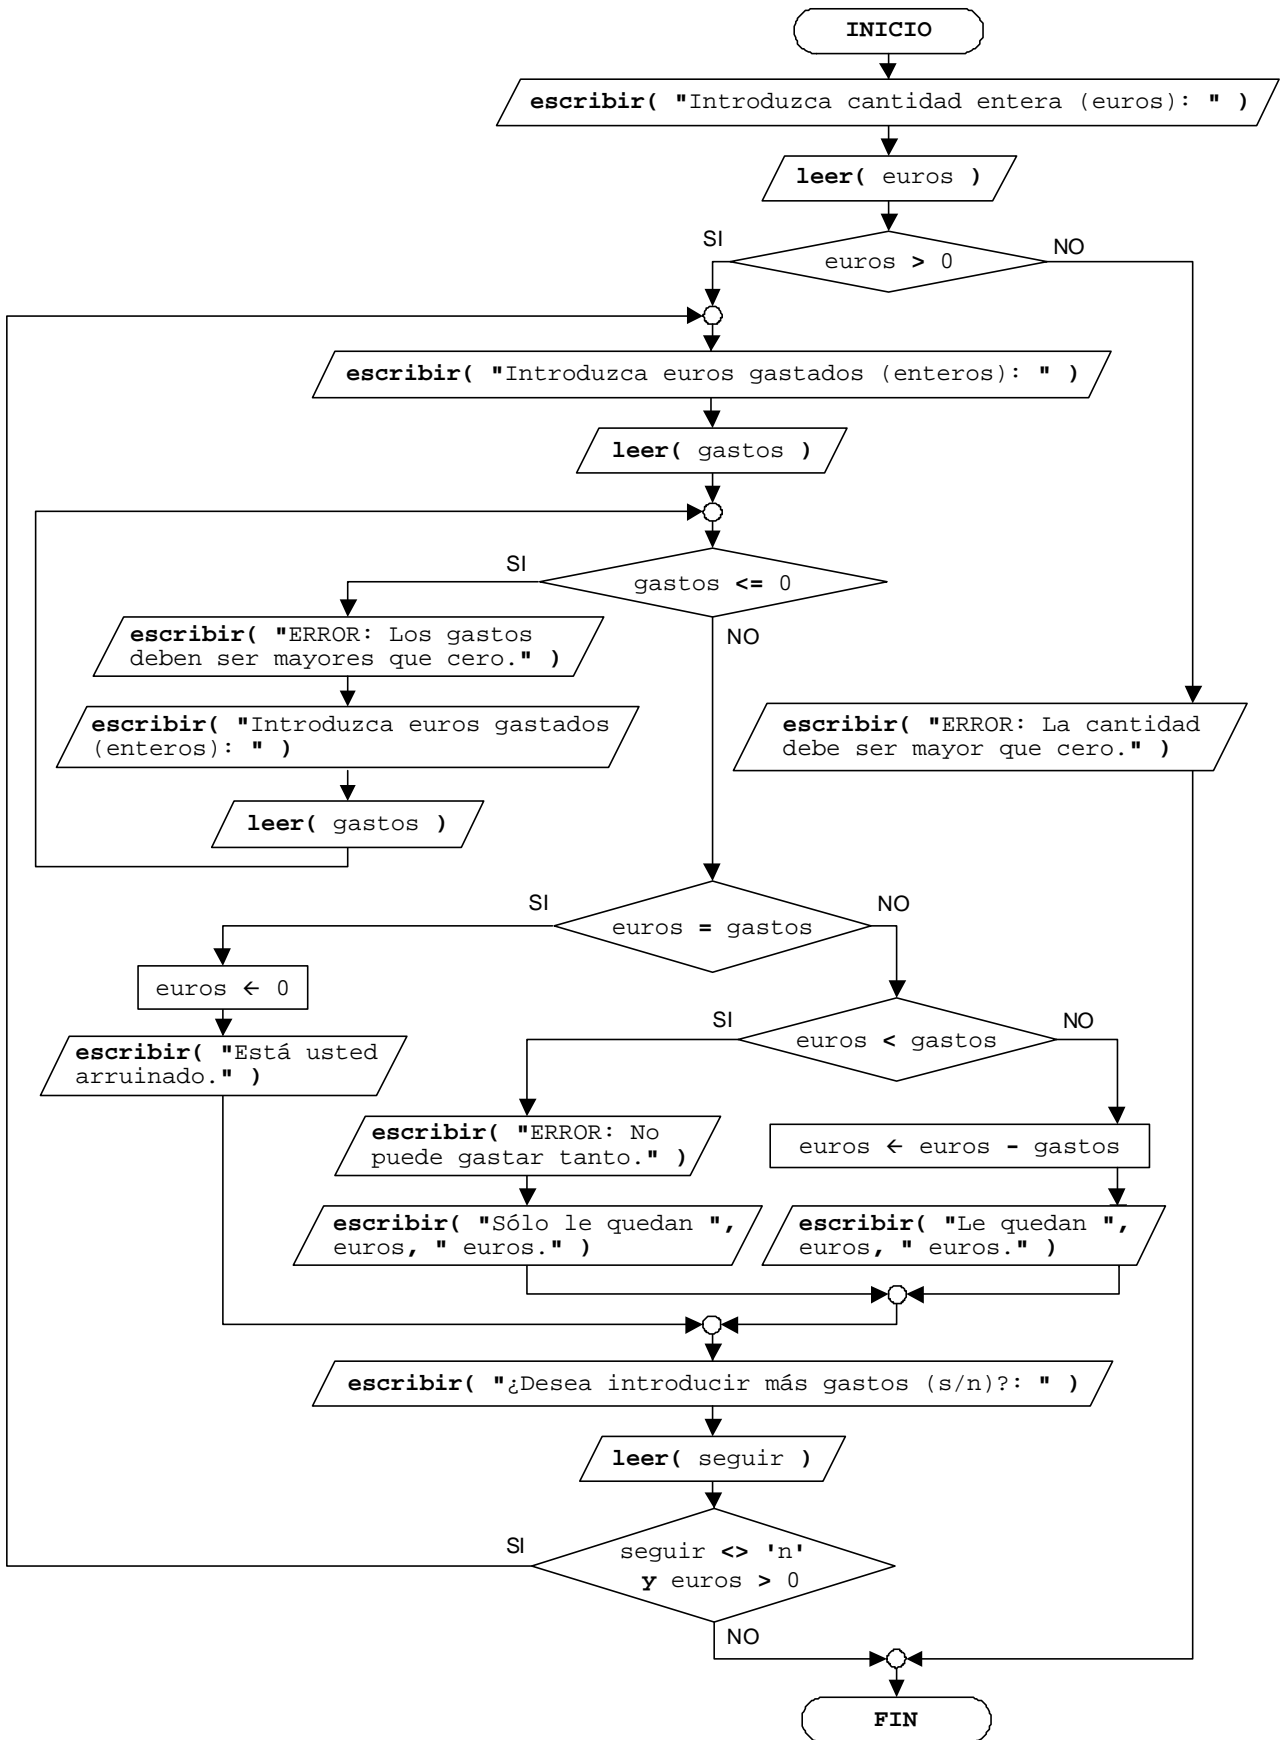 INICIO
escribir( "Introduzca cantidad entera (euros): " )
leer( euros )
SI
euros > 0
NO
escribir( "Introduzca euros gastados (enteros): " )
leer( gastos )
SI
gastos <= 0
NO
escribir( "ERROR: Los gastos
deben ser mayores que cero." )
escribir( "Introduzca euros gastados
(enteros): " )
leer( gastos )
escribir( "ERROR: La cantidad
debe ser mayor que cero." )
SI
euros = gastos
NO
euros ← 0
escribir( "Está usted
arruinado." )
SI
euros < gastos
NO
escribir( "ERROR: No
puede gastar tanto." )
escribir( "Sólo le quedan ",
euros, " euros." )
euros ← euros - gastos
escribir( "Le quedan ",
euros, " euros." )
escribir( "¿Desea introducir más gastos (s/n)?: " )
leer( seguir )
SI
seguir <> 'n'
y euros > 0
NO
FIN